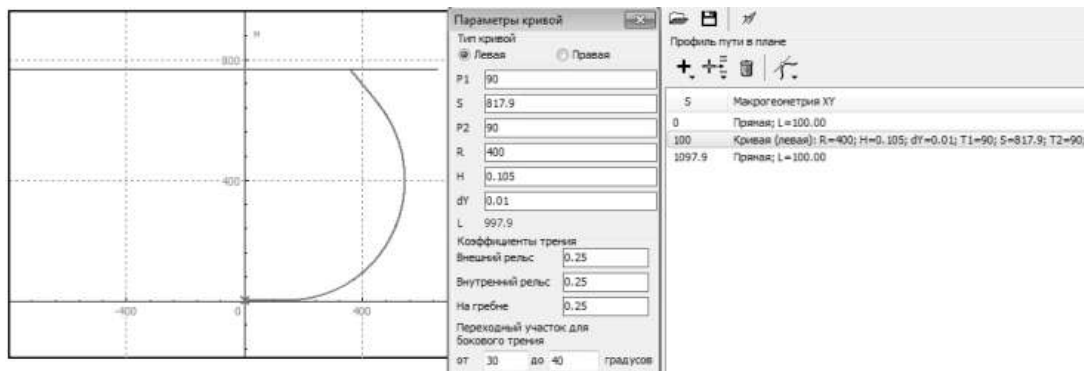 м
800
400
-400
0
400
Параметры кривой
Тип кривой
Левая
Правая
P1 90
S 817.9
P2 90
R 400
H 0.105
dY 0.01
L 997.9
Коэффициенты трения
Внешний рельс 0.25
Внутренний рельс 0.25
На гребне 0.25
Переходный участок для
бокового трения
от 30 до 40 градусов
Профиль пути в плане
S Макрогеометрия XY
0 Прямая; L=100.00
100 Кривая (левая): R=400; H=0.105; dY=0.01; T1=90; S=817.9; T2=90;
1097.9 Прямая; L=100.00